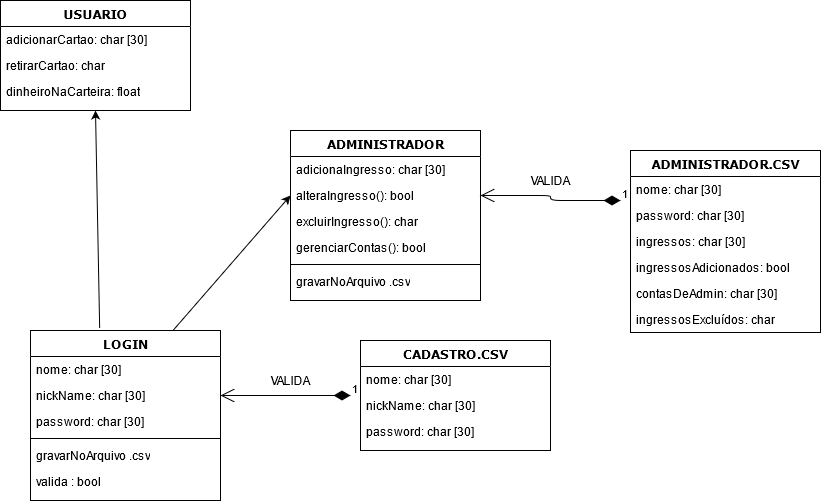 USUARIO
adicionarCartao: char [30]
retirarCartao: char
dinheiroNaCarteira: float
ADMINISTRADOR
adicionaIngresso: char [30]
alteraIngresso(): bool
excluirIngresso(): char
gerenciarContas(): bool
gravarNoArquivo .csv
VALIDA
1
ADMINISTRADOR.CSV
nome: char [30]
password: char [30]
ingressos: char [30]
ingressosAdicionados: bool
contasDeAdmin: char [30]
ingressosExcluídos: char
LOGIN
nome: char [30]
nickName: char [30]
password: char [30]
gravarNoArquivo .csv
valida : bool
VALIDA
1
CADASTRO.CSV
nome: char [30]
nickName: char [30]
password: char [30]